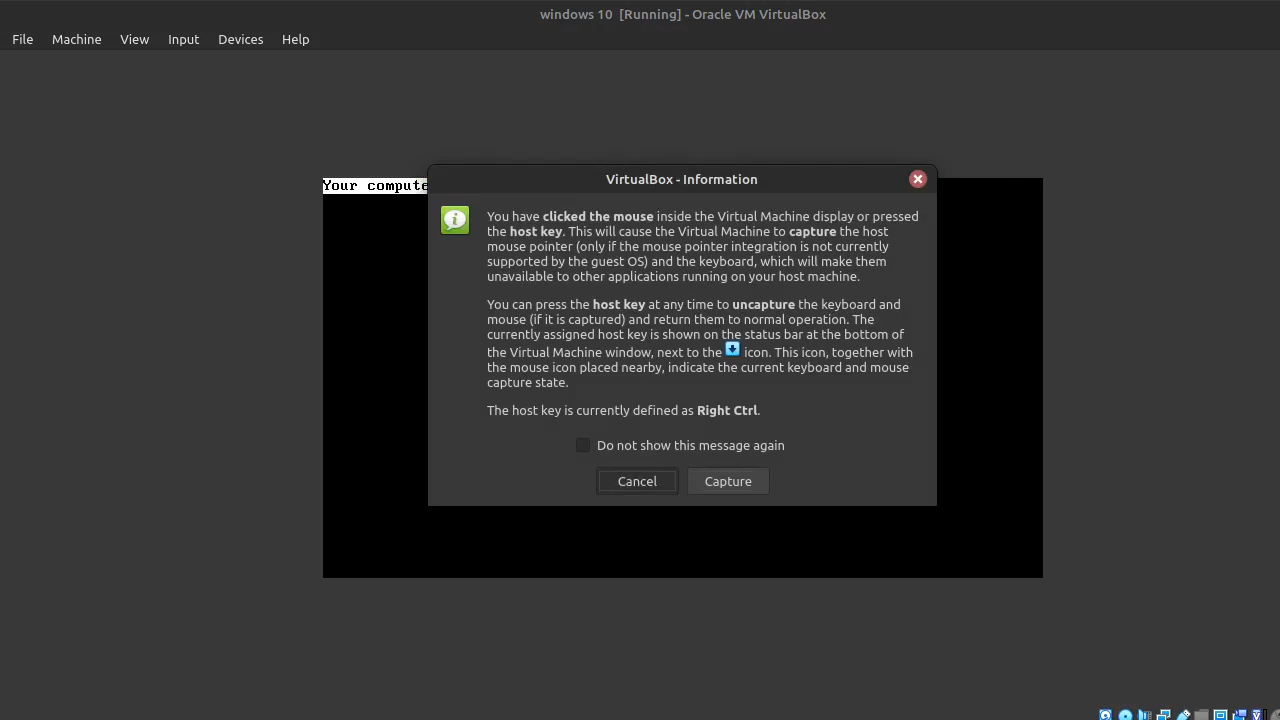 windows 10 [Running] - Oracle VM VirtualBox
File Machine View Input Devices Help
Your compute
VirtualBox - Information
You have clicked the mouse inside the Virtual Machine display or pressed
the host key. This will cause the Virtual Machine to capture the host
mouse pointer (only if the mouse pointer integration is not currently
supported by the guest OS) and the keyboard, which will make them
unavailable to other applications running on your host machine.
You can press the host key at any time to uncapture the keyboard and
mouse (if it is captured) and return them to normal operation. The
currently assigned host key is shown on the status bar at the bottom of
the Virtual Machine window, next to the icon. This icon, together with
the mouse icon placed nearby, indicate the current keyboard and mouse
capture state.
The host key is currently defined as Right Ctrl.
Do not show this message again
Cancel Capture